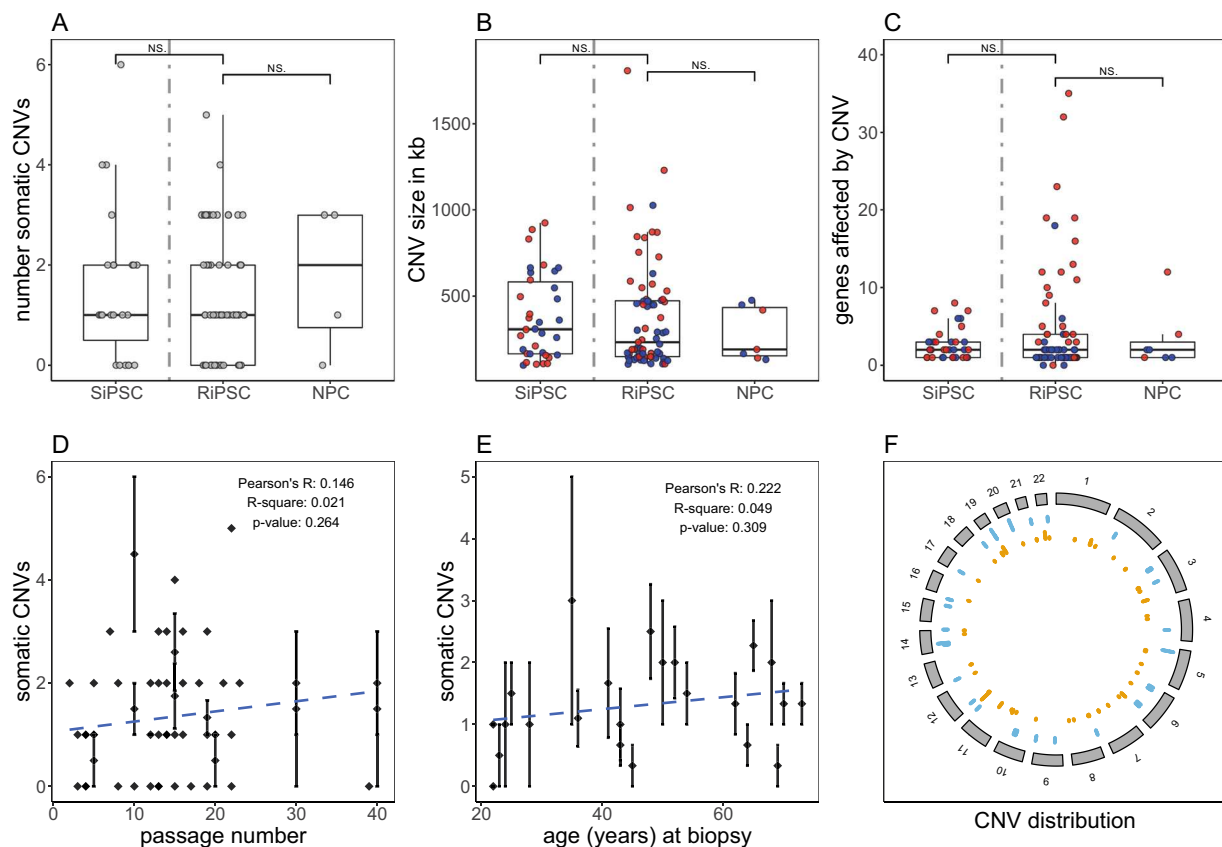 A
number somatic CNVs
6
4
2
0
NS.
NS.
SiPSC
RiPSC
NPC
B
CNV size in kb
1500
1000
500
NS.
NS.
SiPSC
RiPSC
NPC
C
genes affected by CNV
40
30
20
10
0
NS.
NS.
SiPSC
RiPSC
NPC
D
somatic CNVs
6
4
2
0
Pearson's R: 0.146
R-square: 0.021
p-value: 0.264
0
10
20
30
40
passage number
E
somatic CNVs
5
4
3
2
1
0
Pearson's R: 0.222
R-square: 0.049
p-value: 0.309
20
40
60
age (years) at biopsy
F
1
2
3
4
5
6
7
8
9
10
11
12
13
14
15
16
17
18
19
20
21
22
CNV distribution